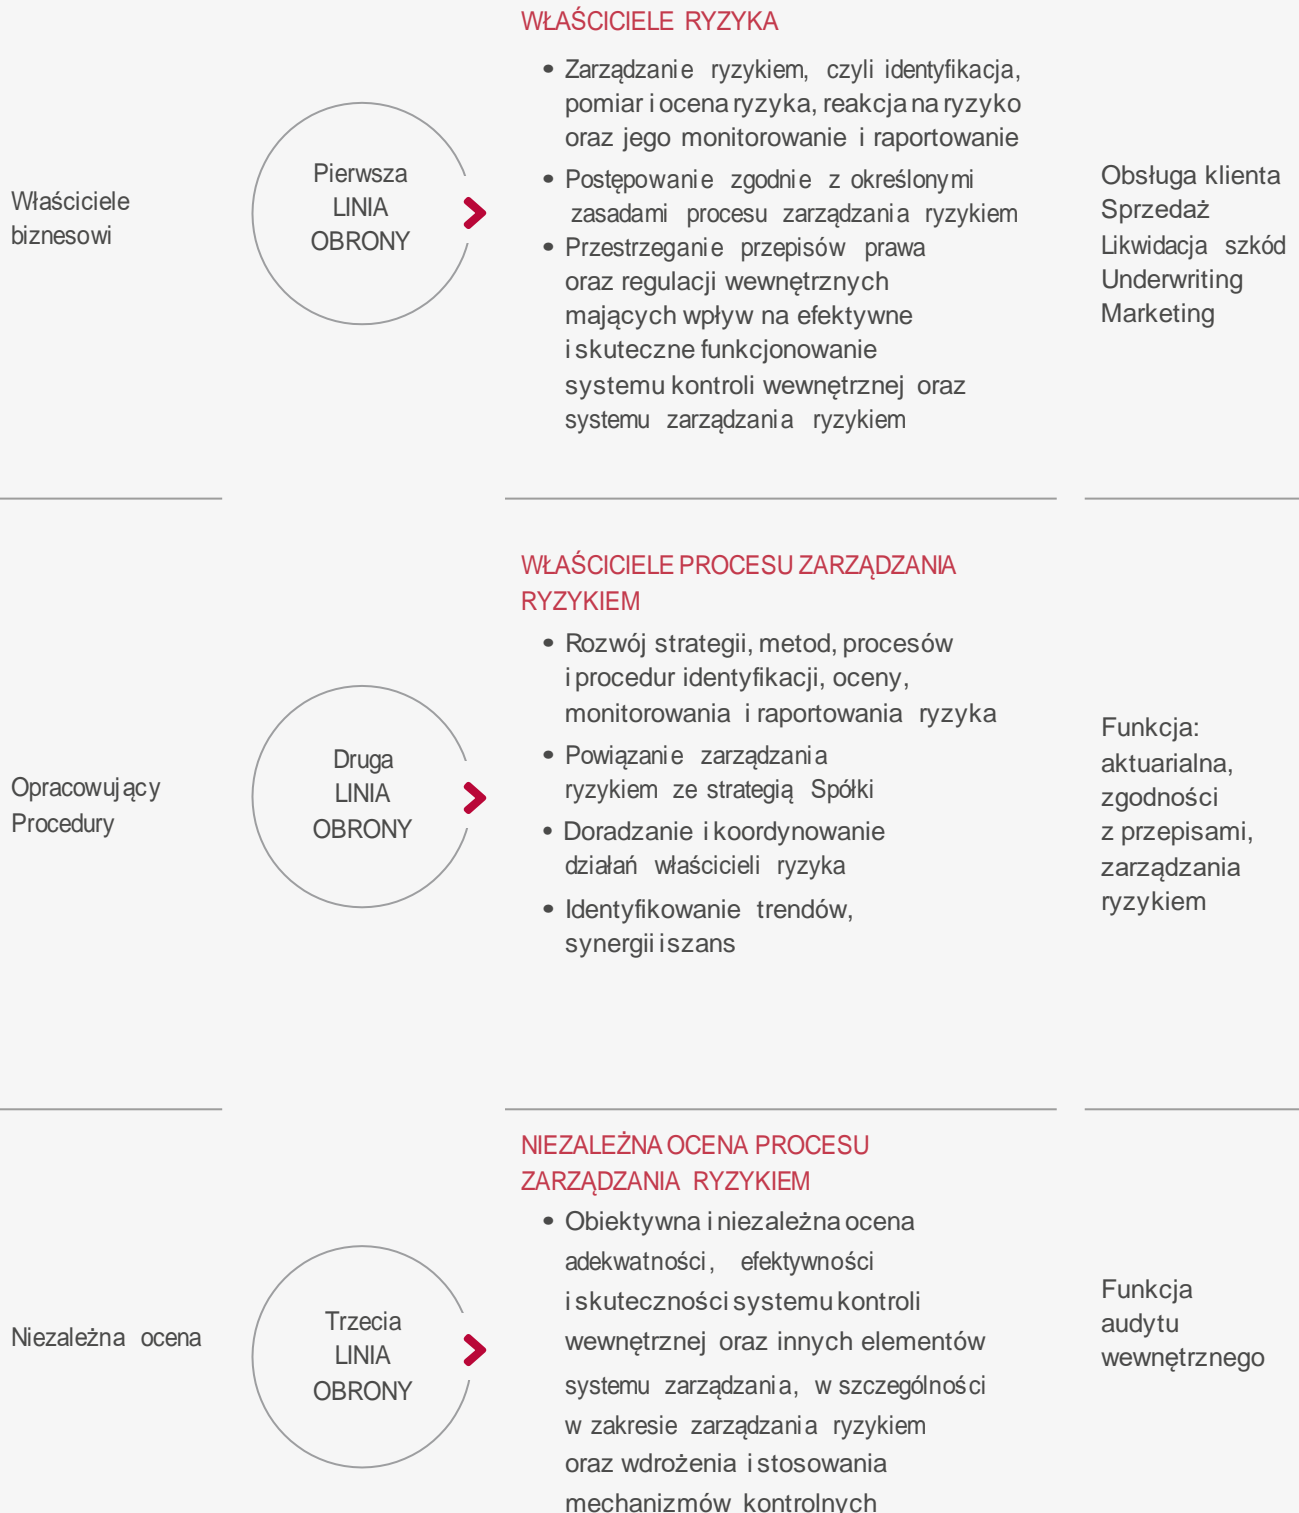 WŁAŚCICIELE RYZYKA
Właściciele
biznesowi
Pierwsza
LINIA
OBRONY
• Zarządzanie ryzykiem, czyli identyfikacja,
pomiar i ocena ryzyka, reakcja na ryzyko
oraz jego monitorowanie i raportowanie
• Postępowanie zgodnie z określonymi
zasadami procesu zarządzania ryzykiem
• Przestrzeganie przepisów prawa
oraz regulacji wewnętrznych
mających wpływ na efektywne
i skuteczne funkcjonowanie
systemu kontroli wewnętrznej oraz
systemu zarządzania ryzykiem
Obsługa klienta
Sprzedaż
Likwidacja szkód
Underwriting
Marketing
WŁAŚCICIELE PROCESU ZARZĄDZANIA
RYZYKIEM
Opracowujący
Procedury
Druga
LINIA
OBRONY
• Rozwój strategii, metod, procesów
i procedur identyfikacji, oceny,
monitorowania i raportowania ryzyka
• Powiązanie zarządzania
ryzykiem ze strategią Spółki
• Doradzanie i koordynowanie
działań właścicieli ryzyka
• Identyfikowanie trendów,
synergii i szans
Funkcja:
aktuarialna,
zgodności
z przepisami,
zarządzania
ryzykiem
NIEZALEŻNA OCENA PROCESU
ZARZĄDZANIA RYZYKIEM
Niezależna ocena
Trzecia
LINIA
OBRONY
• Obiektywna i niezależna ocena
adekwatności, efektywności
i skuteczności systemu kontroli
wewnętrznej oraz innych elementów
systemu zarządzania, w szczególności
w zakresie zarządzania ryzykiem
oraz wdrożenia i stosowania
mechanizmów kontrolnych
Funkcja
audytu
wewnętrznego